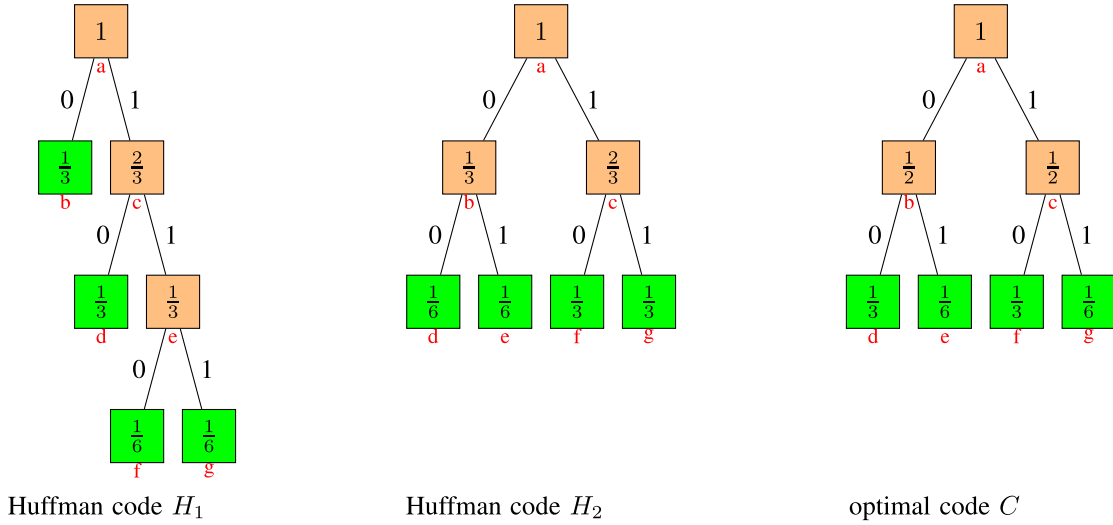 1 1 1
a a a
0 1 0 1 0 1
1/3 2/3 1/3 2/3 1/2 1/2
b c b c b c
0 1 0 1 0 1 0 1 0 1
1/3 1/3 1/6 1/6 1/3 1/3 1/3 1/6 1/3 1/6
d e d e f g d e f g
0 1
1/6 1/6
f g
Huffman code H₁ Huffman code H₂ optimal code C